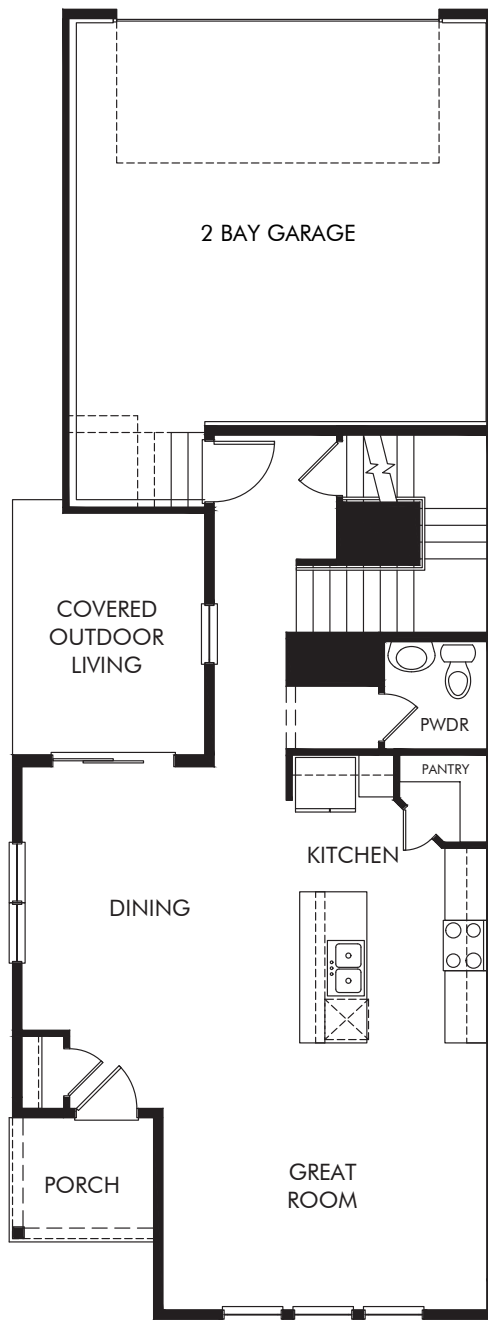 2 BAY GARAGE
COVERED
OUTDOOR
LIVING
PWDR
PANTRY
KITCHEN
DINING
PORCH
GREAT
ROOM